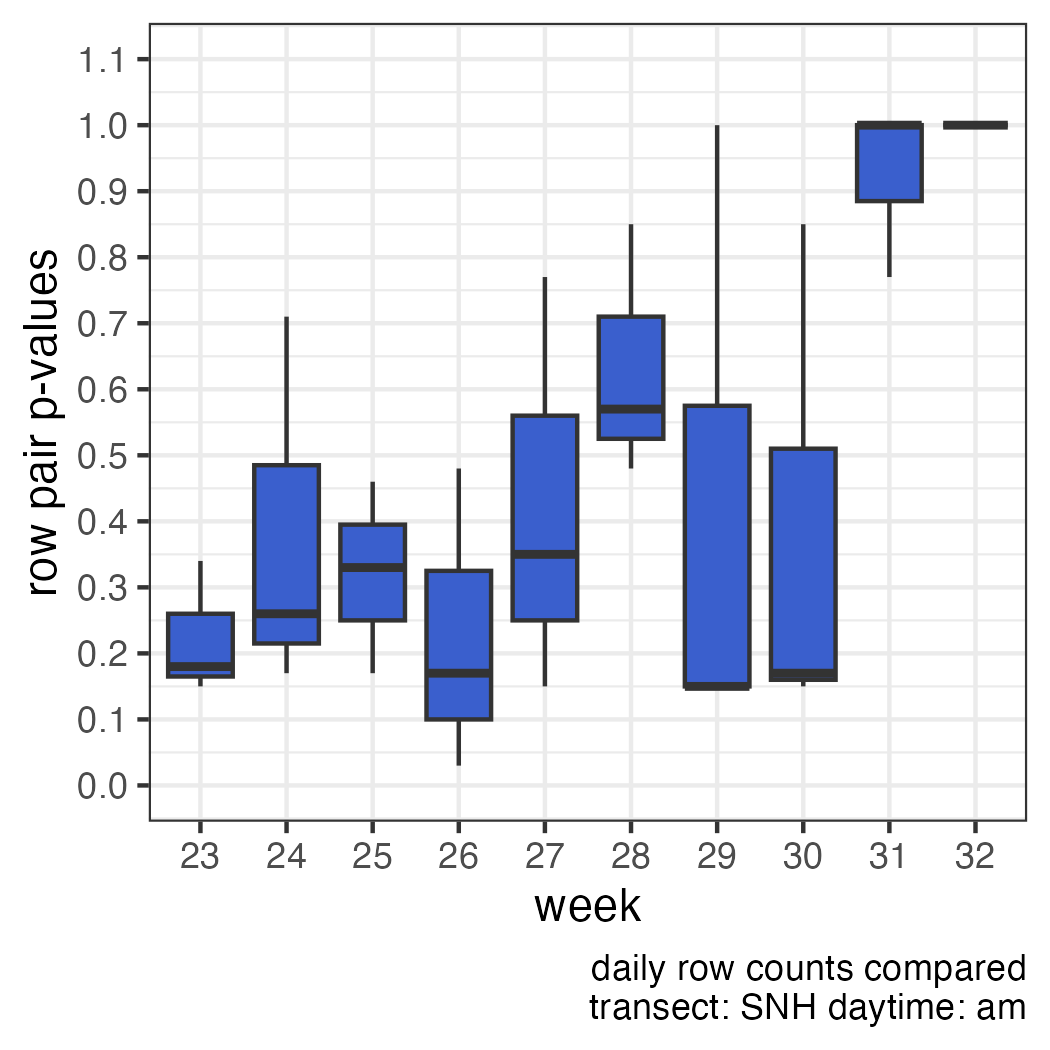 row pair p-values
1.1
1.0
0.9
0.8
0.7
0.6
0.5
0.4
0.3
0.2
0.1
0.0
23 24 25 26 27 28 29 30 31 32
week
daily row counts compared
transect: SNH daytime: am